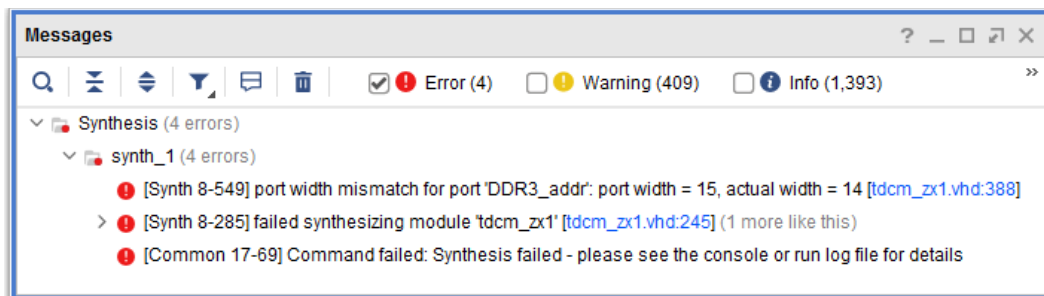 Messages
Error (4) Warning (409) Info (1,393)
Synthesis (4 errors)
synth_1 (4 errors)
[Synth 8-549] port width mismatch for port 'DDR3_addr': port width = 15, actual width = 14 [tdcm_zx1.vhd:388]
[Synth 8-285] failed synthesizing module 'tdcm_zx1' [tdcm_zx1.vhd:245] (1 more like this)
[Common 17-69] Command failed: Synthesis failed - please see the console or run log file for details